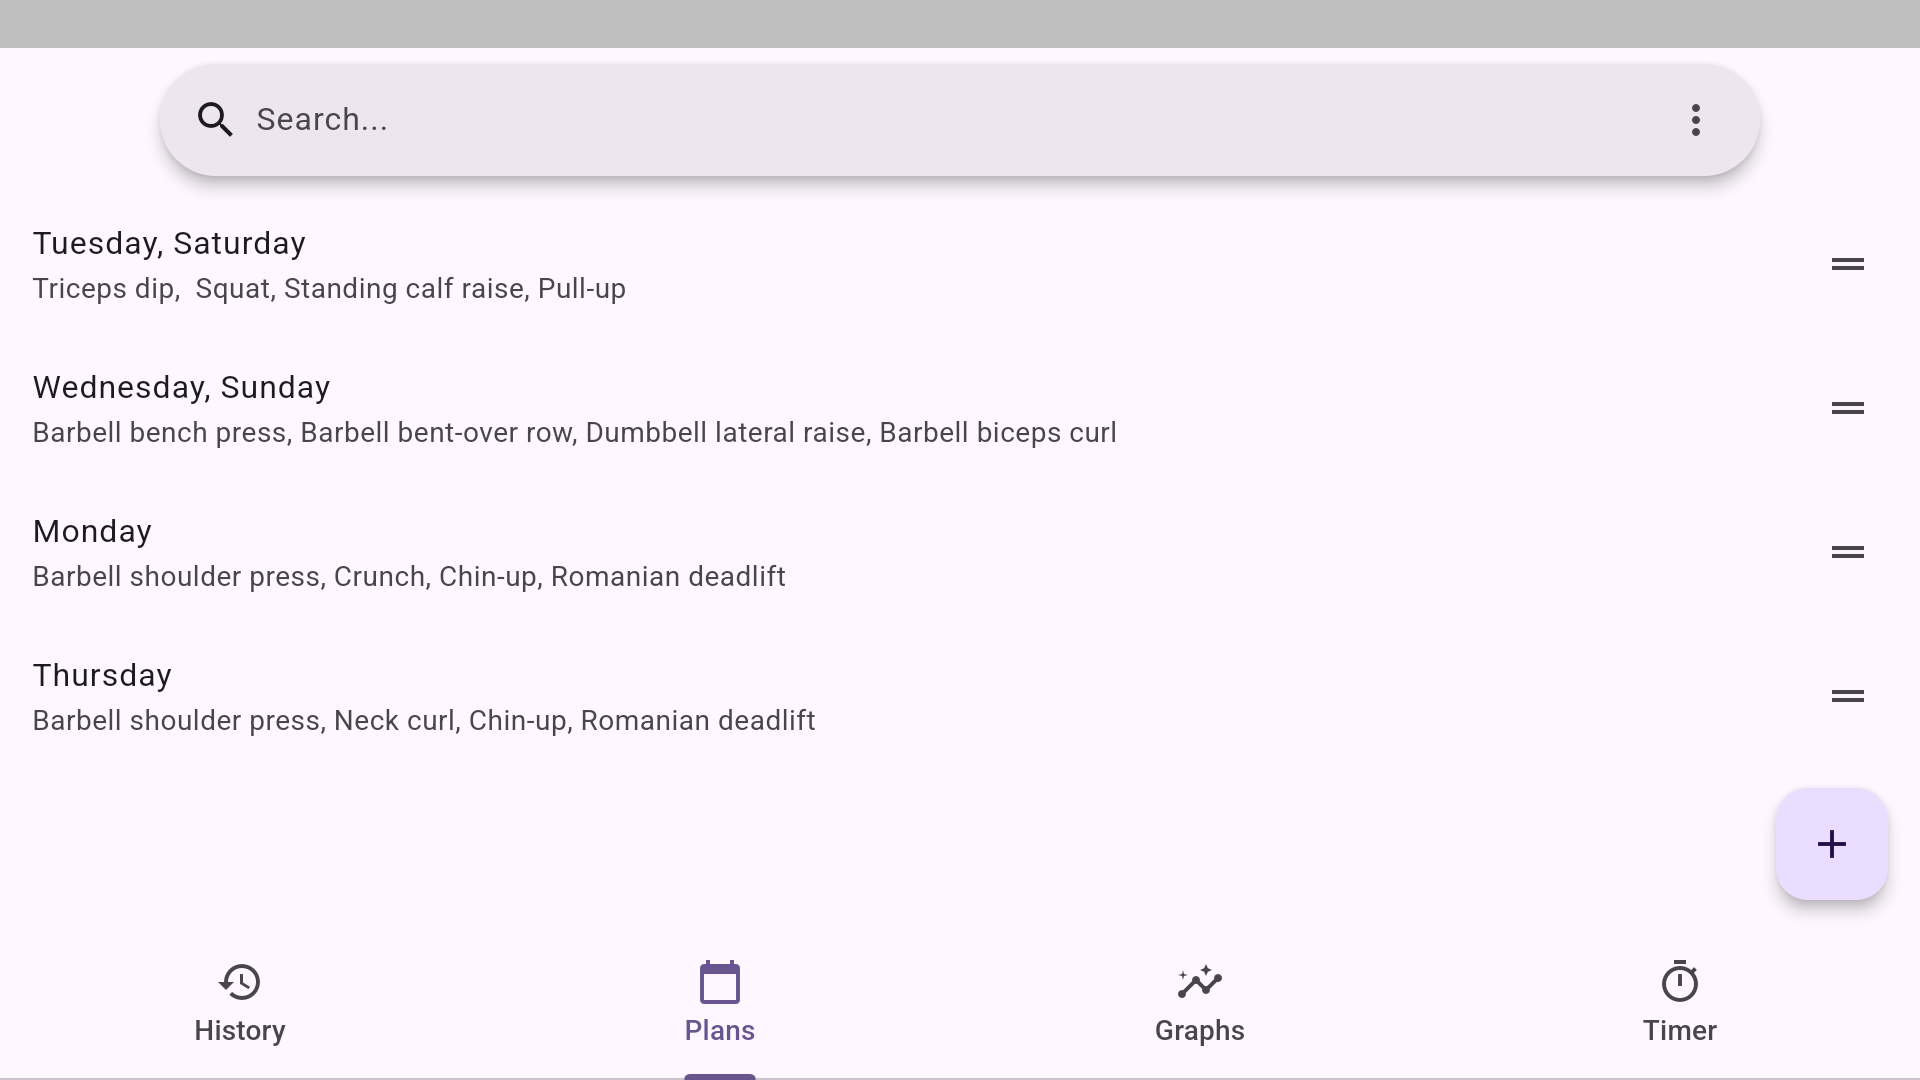 Search...
Tuesday, Saturday
Triceps dip,  Squat, Standing calf raise, Pull-up
Wednesday, Sunday
Barbell bench press, Barbell bent-over row, Dumbbell lateral raise, Barbell biceps curl
Monday
Barbell shoulder press, Crunch, Chin-up, Romanian deadlift
Thursday
Barbell shoulder press, Neck curl, Chin-up, Romanian deadlift
History
Plans
Graphs
Timer